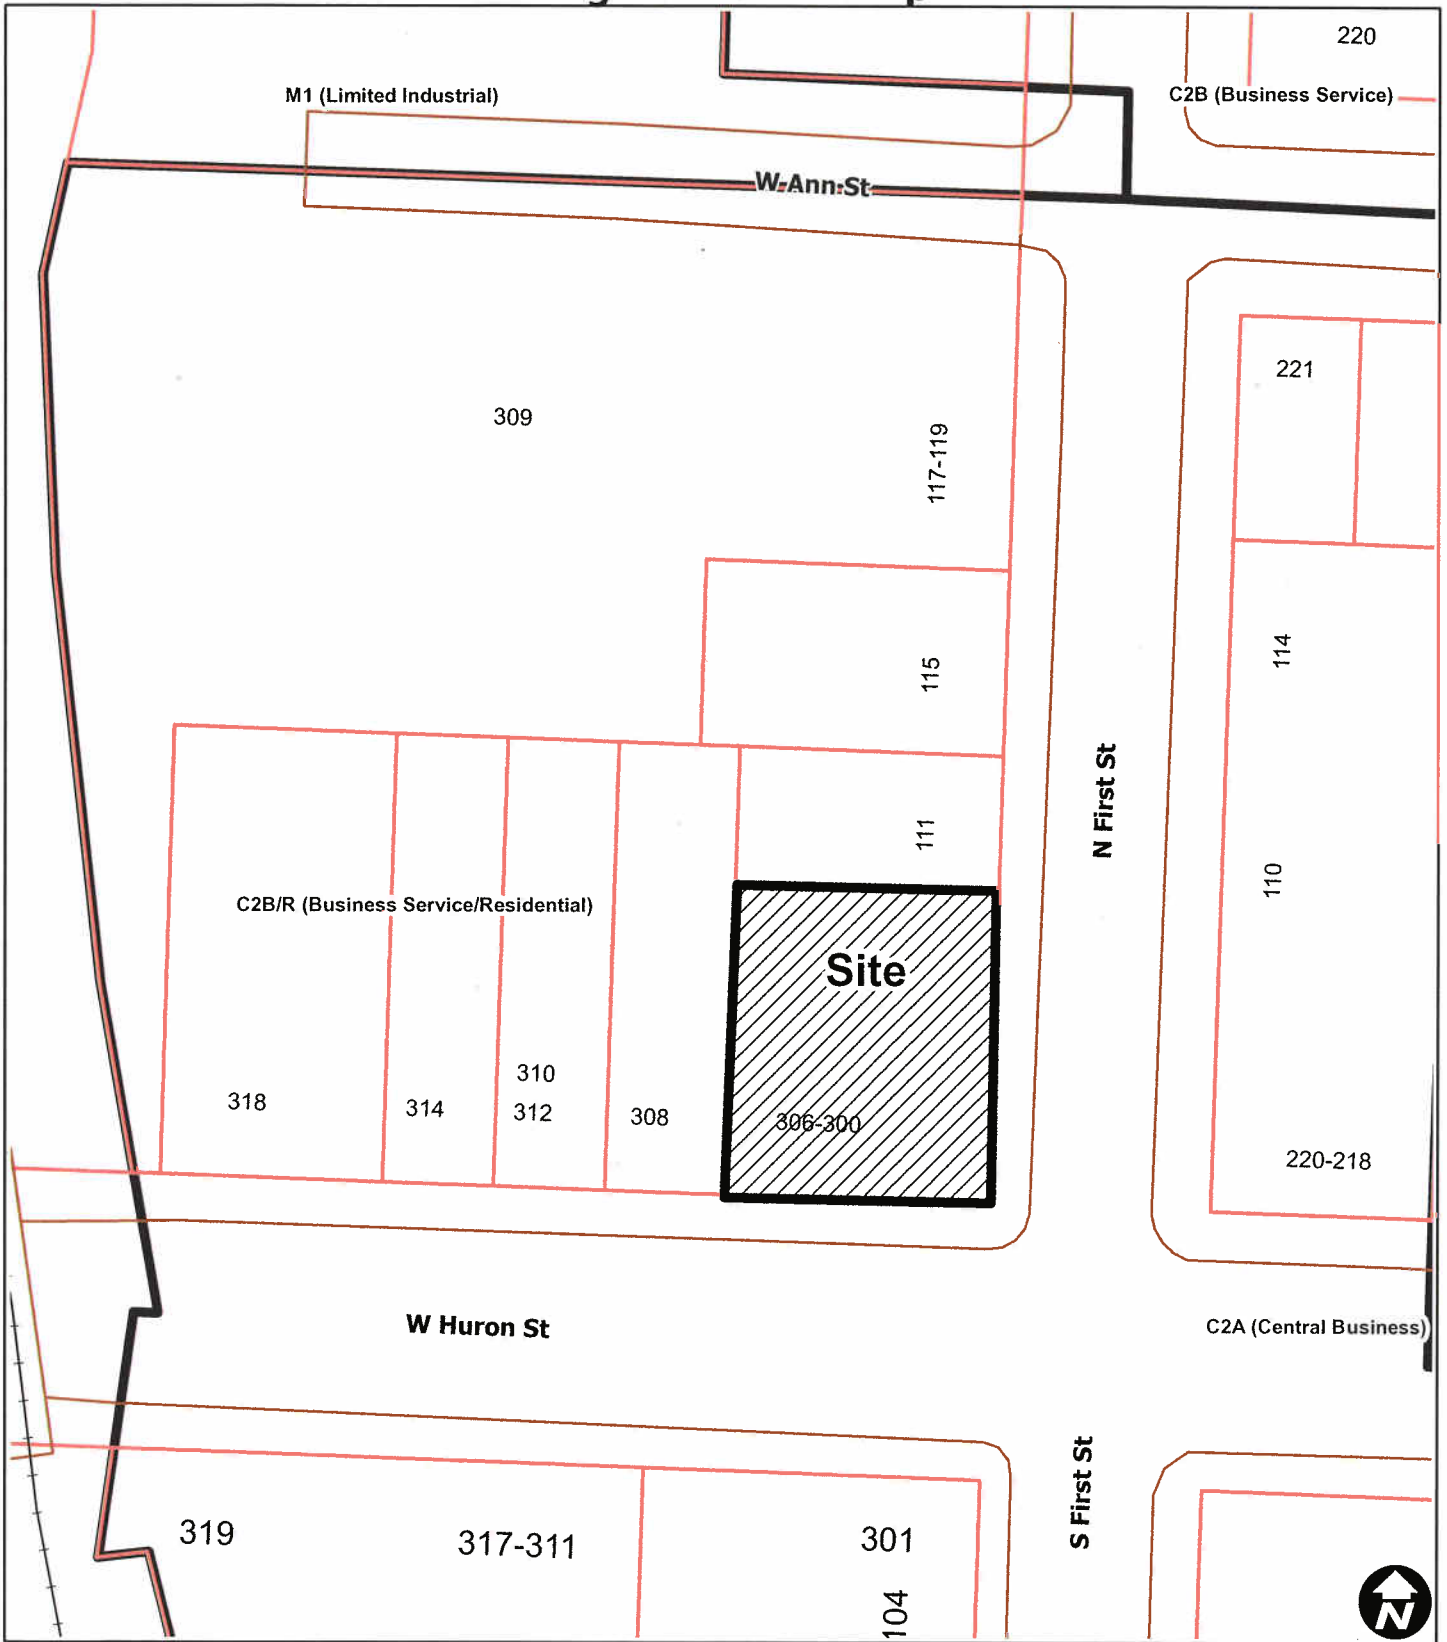 220
M1 (Limited Industrial)
C2B (Business Service)
W Ann St
221
309
117-119
115
114
N First St
111
110
C2B/R (Business Service/Residential)
Site
310
318
314
312
308
306-300
220-218
W Huron St
C2A (Central Business)
S First St
319
317-311
301
104
N